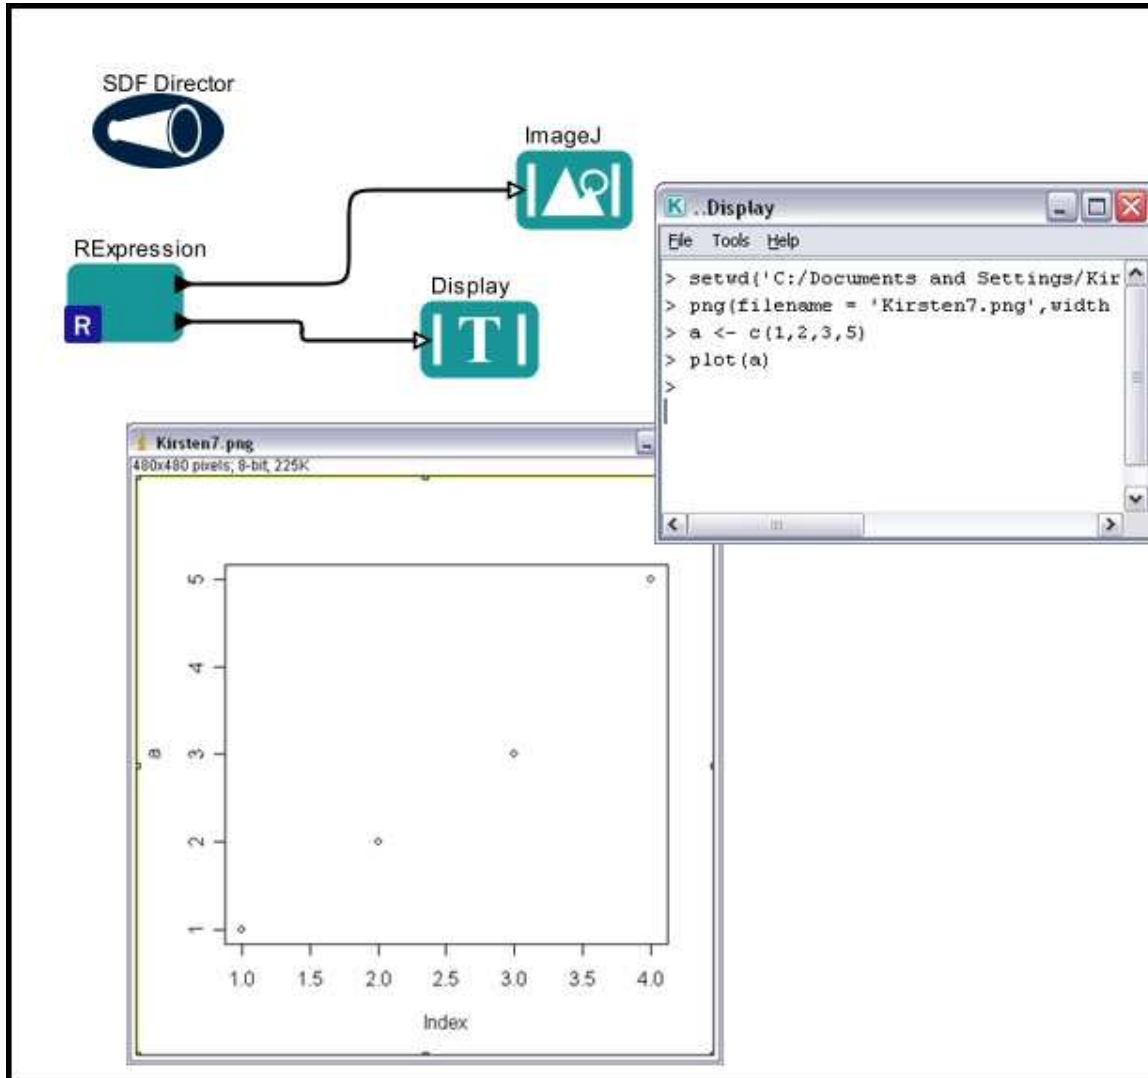 SDF Director
ImageJ
RExpression
R
Display
T
K ..Display
File Tools Help
> setwd('C:/Documents and Settings/Kir
> png(filename = 'Kirsten7.png',width
> a <- c(1,2,3,5)
> plot(a)
>
Kirsten7.png
480x480 pixels; 8-bit; 225K
5
4
3
2
1
a
1.0 1.5 2.0 2.5 3.0 3.5 4.0
Index